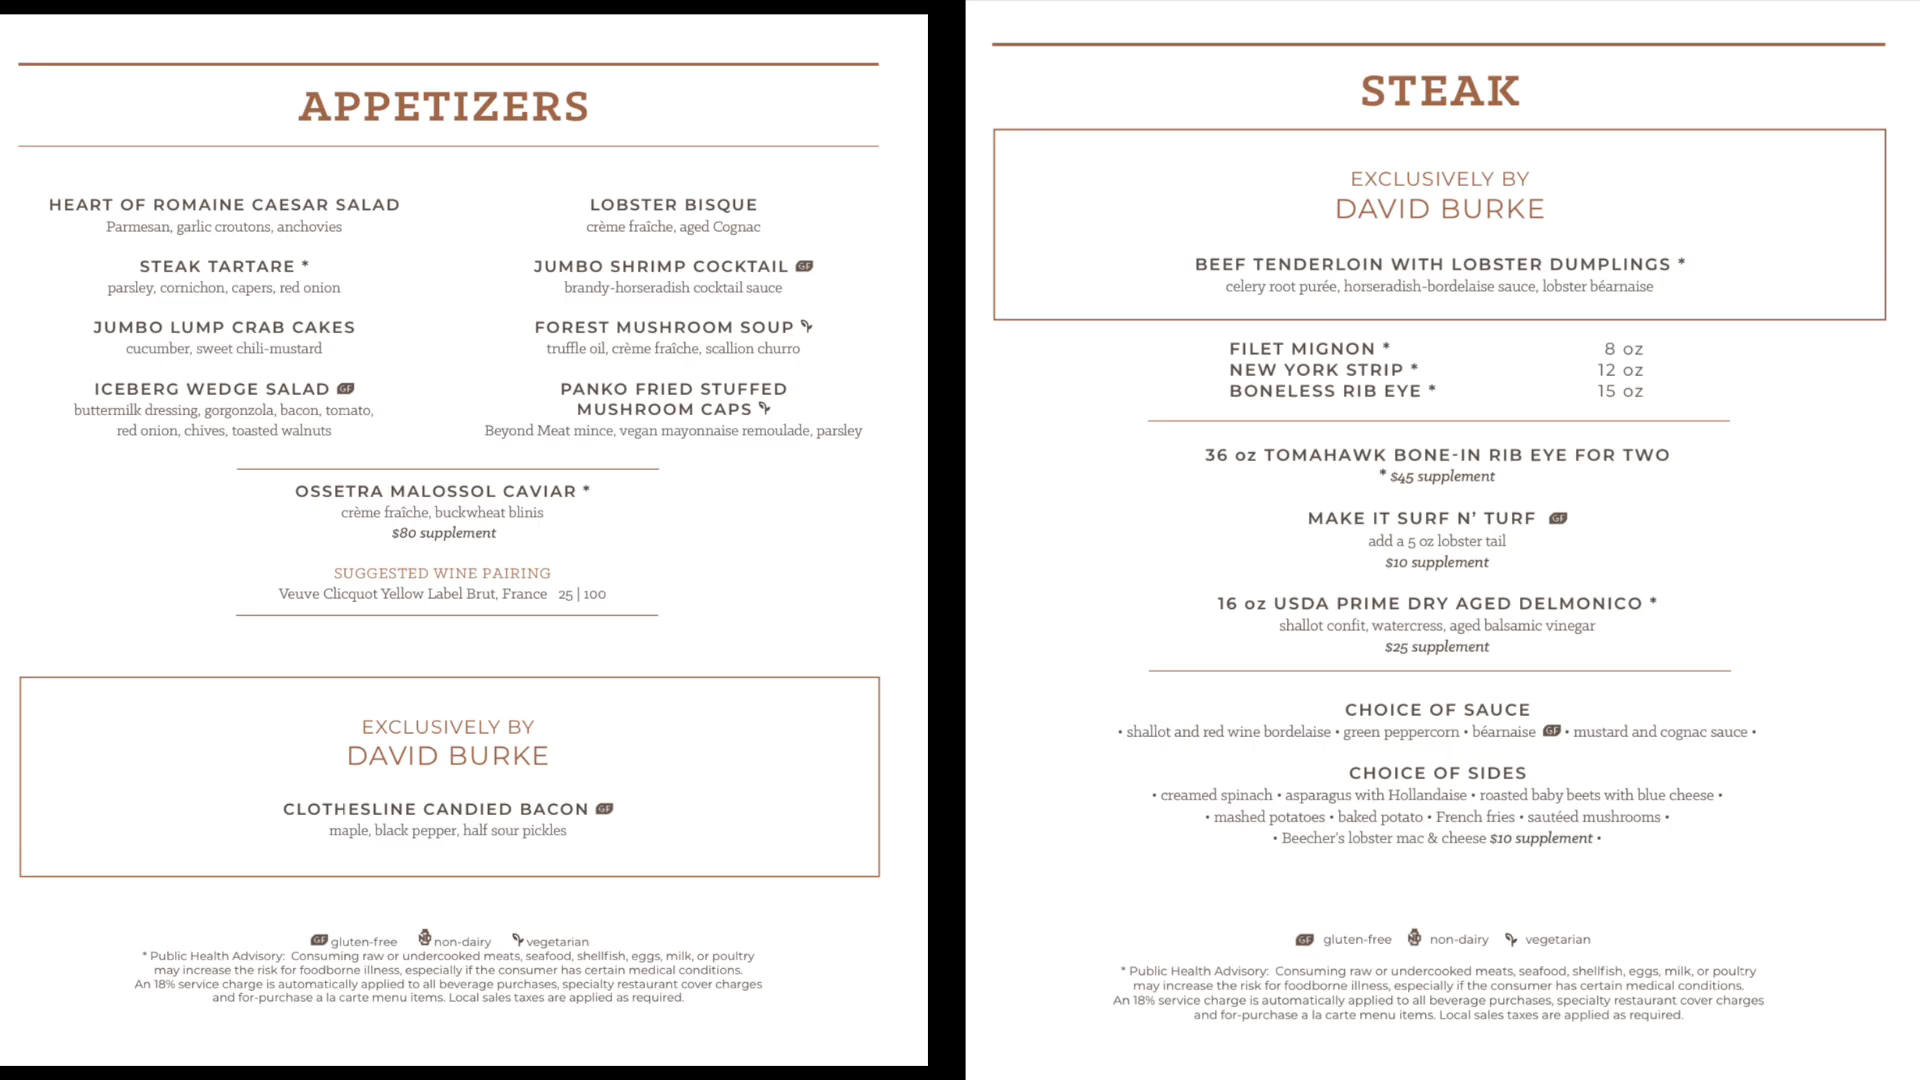 APPETIZERS
HEART OF ROMAINE CAESAR SALAD
Parmesan, garlic croutons, anchovies
STEAK TARTARE *
parsley, cornichon, capers, red onion
JUMBO LUMP CRAB CAKES
cucumber, sweet chili-mustard
ICEBERG WEDGE SALAD GF
buttermilk dressing, gorgonzola, bacon, tomato,
red onion, chives, toasted walnuts
LOBSTER BISQUE
crème fraîche, aged Cognac
JUMBO SHRIMP COCKTAIL GF
brandy-horseradish cocktail sauce
FOREST MUSHROOM SOUP
truffle oil, crème fraîche, scallion churro
PANKO FRIED STUFFED
MUSHROOM CAPS
Beyond Meat mince, vegan mayonnaise remoulade, parsley
OSSETRA MALOSSOL CAVIAR *
crème fraîche, buckwheat blinis
$80 supplement
SUGGESTED WINE PAIRING
Veuve Clicquot Yellow Label Brut, France 25 | 100
EXCLUSIVELY BY
DAVID BURKE
CLOTHESLINE CANDIED BACON GF
maple, black pepper, half sour pickles
GF gluten-free ND non-dairy vegetarian
* Public Health Advisory: Consuming raw or undercooked meats, seafood, shellfish, eggs, milk, or poultry
may increase the risk for foodborne illness, especially if the consumer has certain medical conditions.
An 18% service charge is automatically applied to all beverage purchases, specialty restaurant cover charges
and for-purchase a la carte menu items. Local sales taxes are applied as required.
STEAK
EXCLUSIVELY BY
DAVID BURKE
BEEF TENDERLOIN WITH LOBSTER DUMPLINGS *
celery root purée, horseradish-bordelaise sauce, lobster béarnaise
FILET MIGNON * 8 oz
NEW YORK STRIP * 12 oz
BONELESS RIB EYE * 15 oz
36 oz TOMAHAWK BONE-IN RIB EYE FOR TWO
* $45 supplement
MAKE IT SURF N' TURF GF
add a 5 oz lobster tail
$10 supplement
16 oz USDA PRIME DRY AGED DELMONICO *
shallot confit, watercress, aged balsamic vinegar
$25 supplement
CHOICE OF SAUCE
• shallot and red wine bordelaise • green peppercorn • béarnaise GF • mustard and cognac sauce •
CHOICE OF SIDES
• creamed spinach • asparagus with Hollandaise • roasted baby beets with blue cheese •
• mashed potatoes • baked potato • French fries • sautéed mushrooms •
• Beecher's lobster mac & cheese $10 supplement •
GF gluten-free ND non-dairy vegetarian
* Public Health Advisory: Consuming raw or undercooked meats, seafood, shellfish, eggs, milk, or poultry
may increase the risk for foodborne illness, especially if the consumer has certain medical conditions.
An 18% service charge is automatically applied to all beverage purchases, specialty restaurant cover charges
and for-purchase a la carte menu items. Local sales taxes are applied as required.